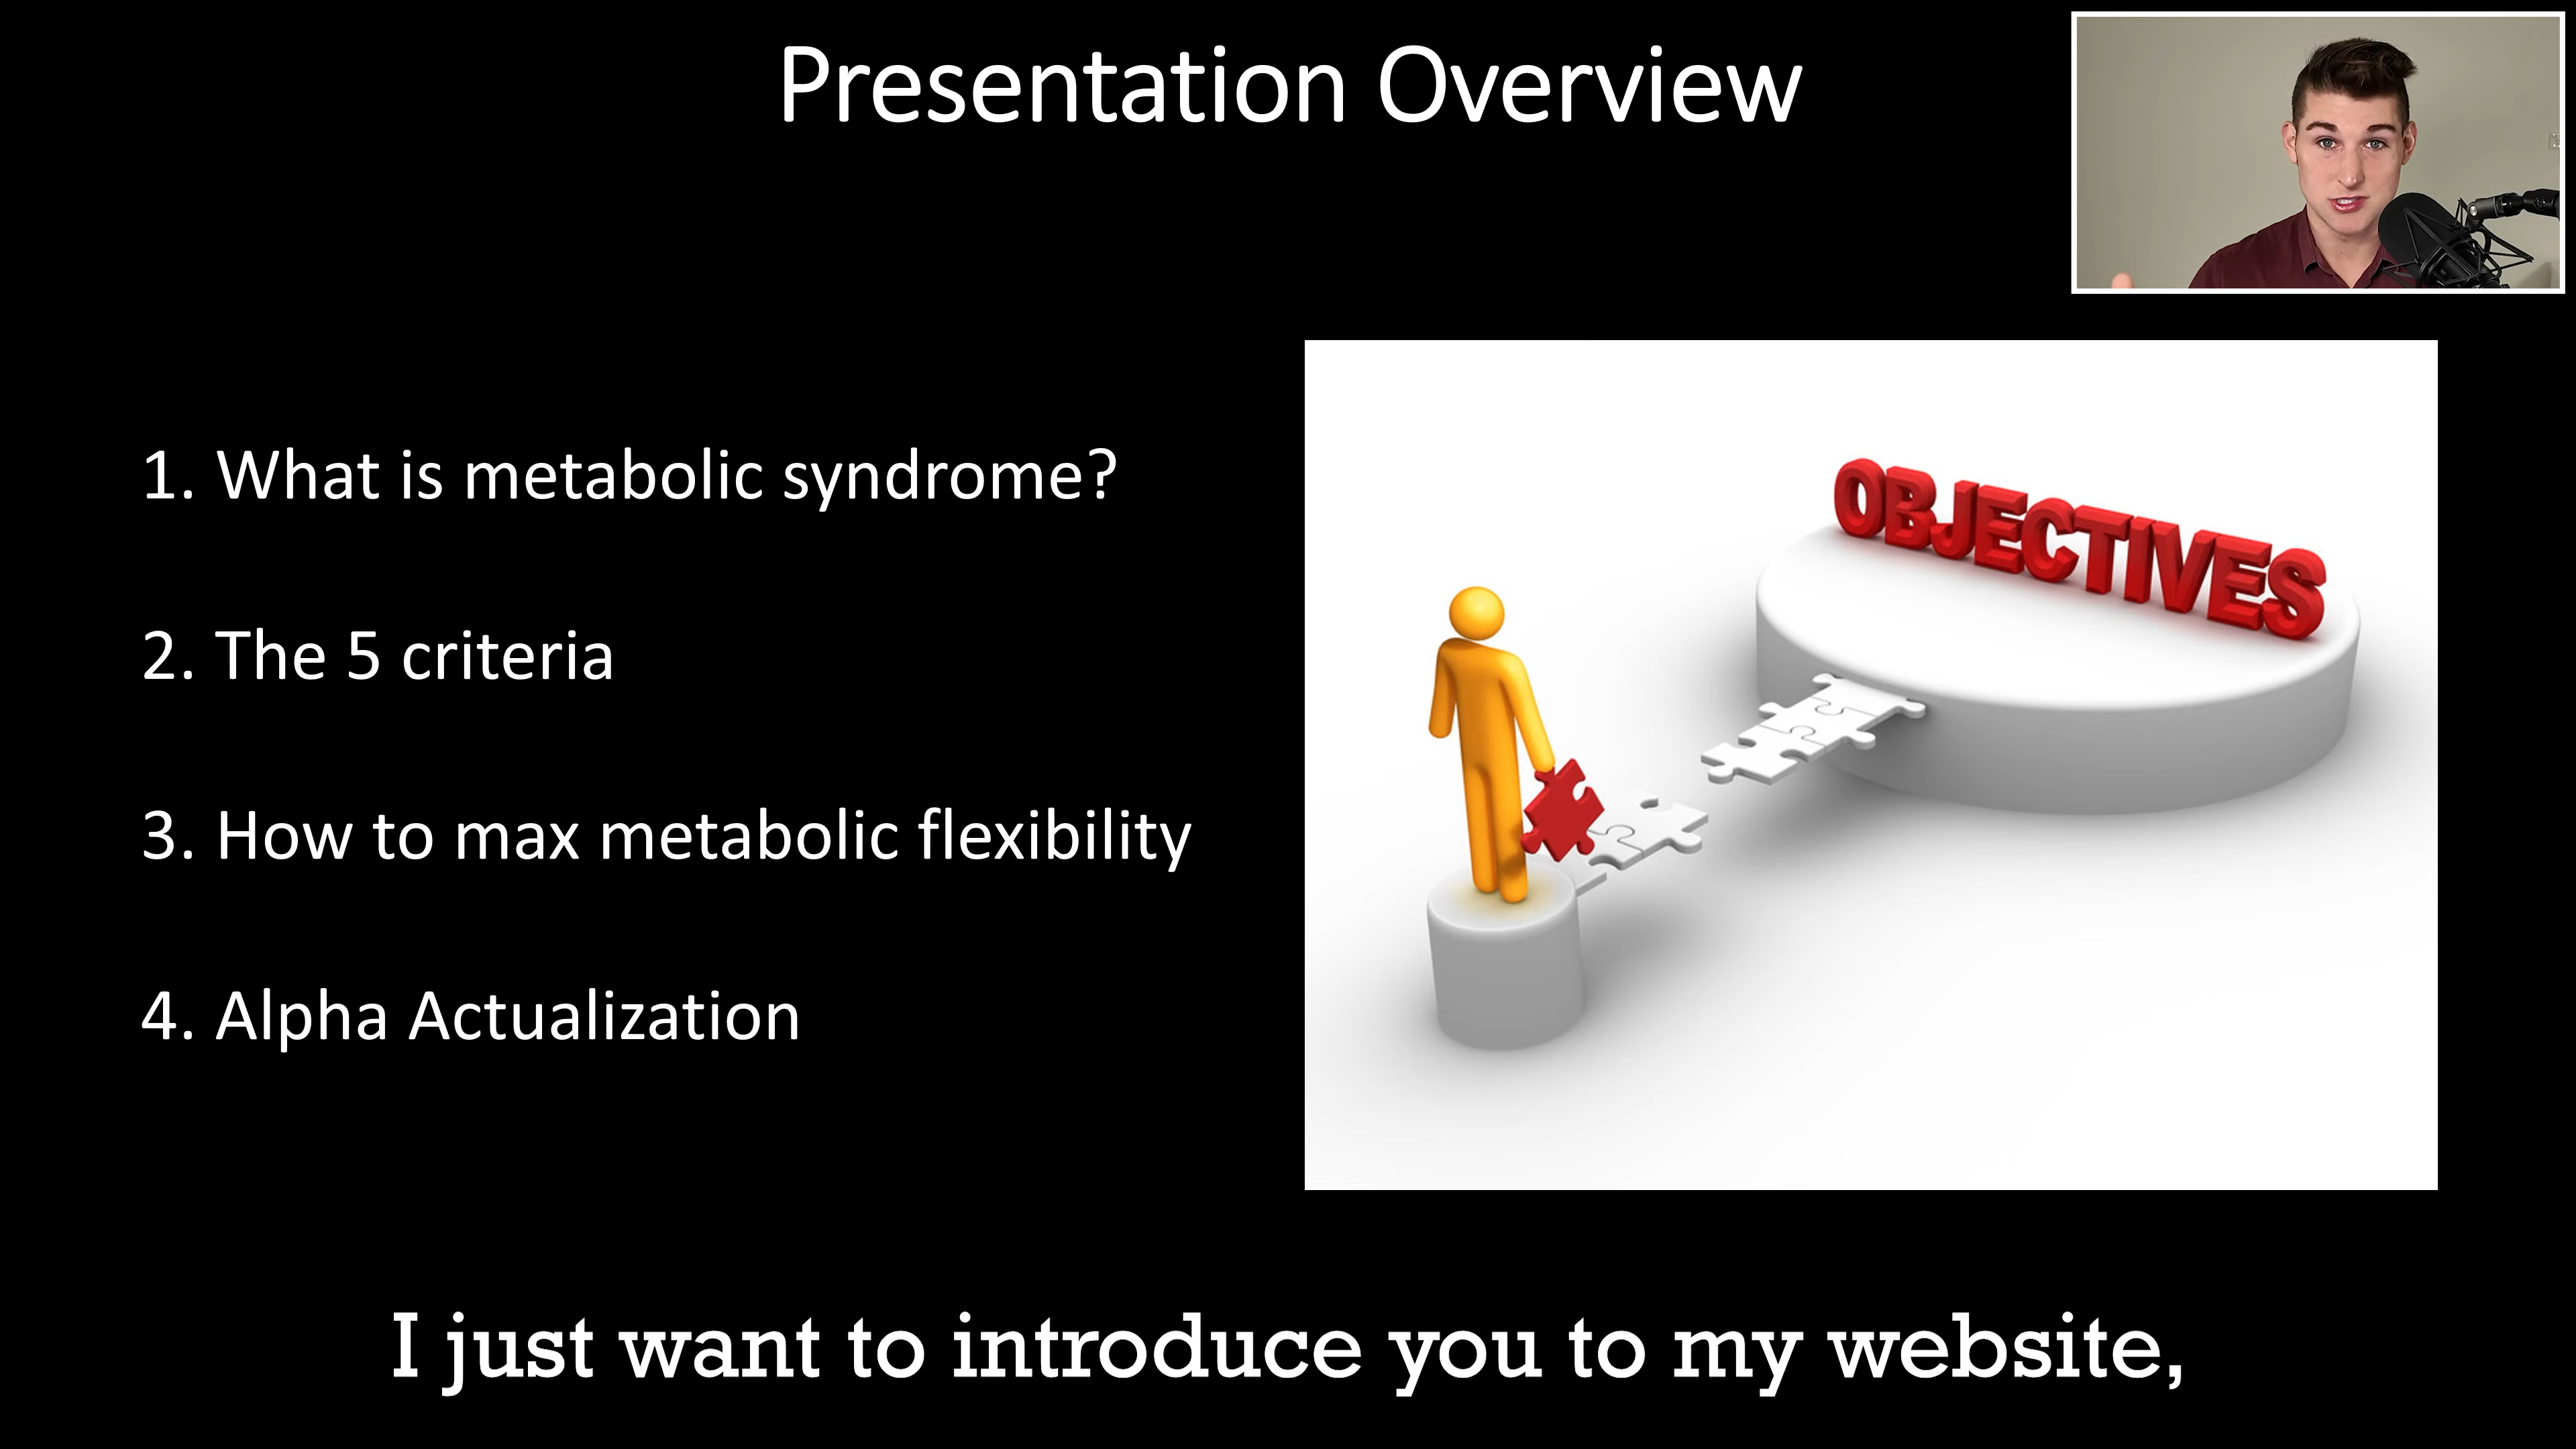 Presentation Overview
1. What is metabolic syndrome?
2. The 5 criteria
3. How to max metabolic flexibility
4. Alpha Actualization
OBJECTIVES
I just want to introduce you to my website,